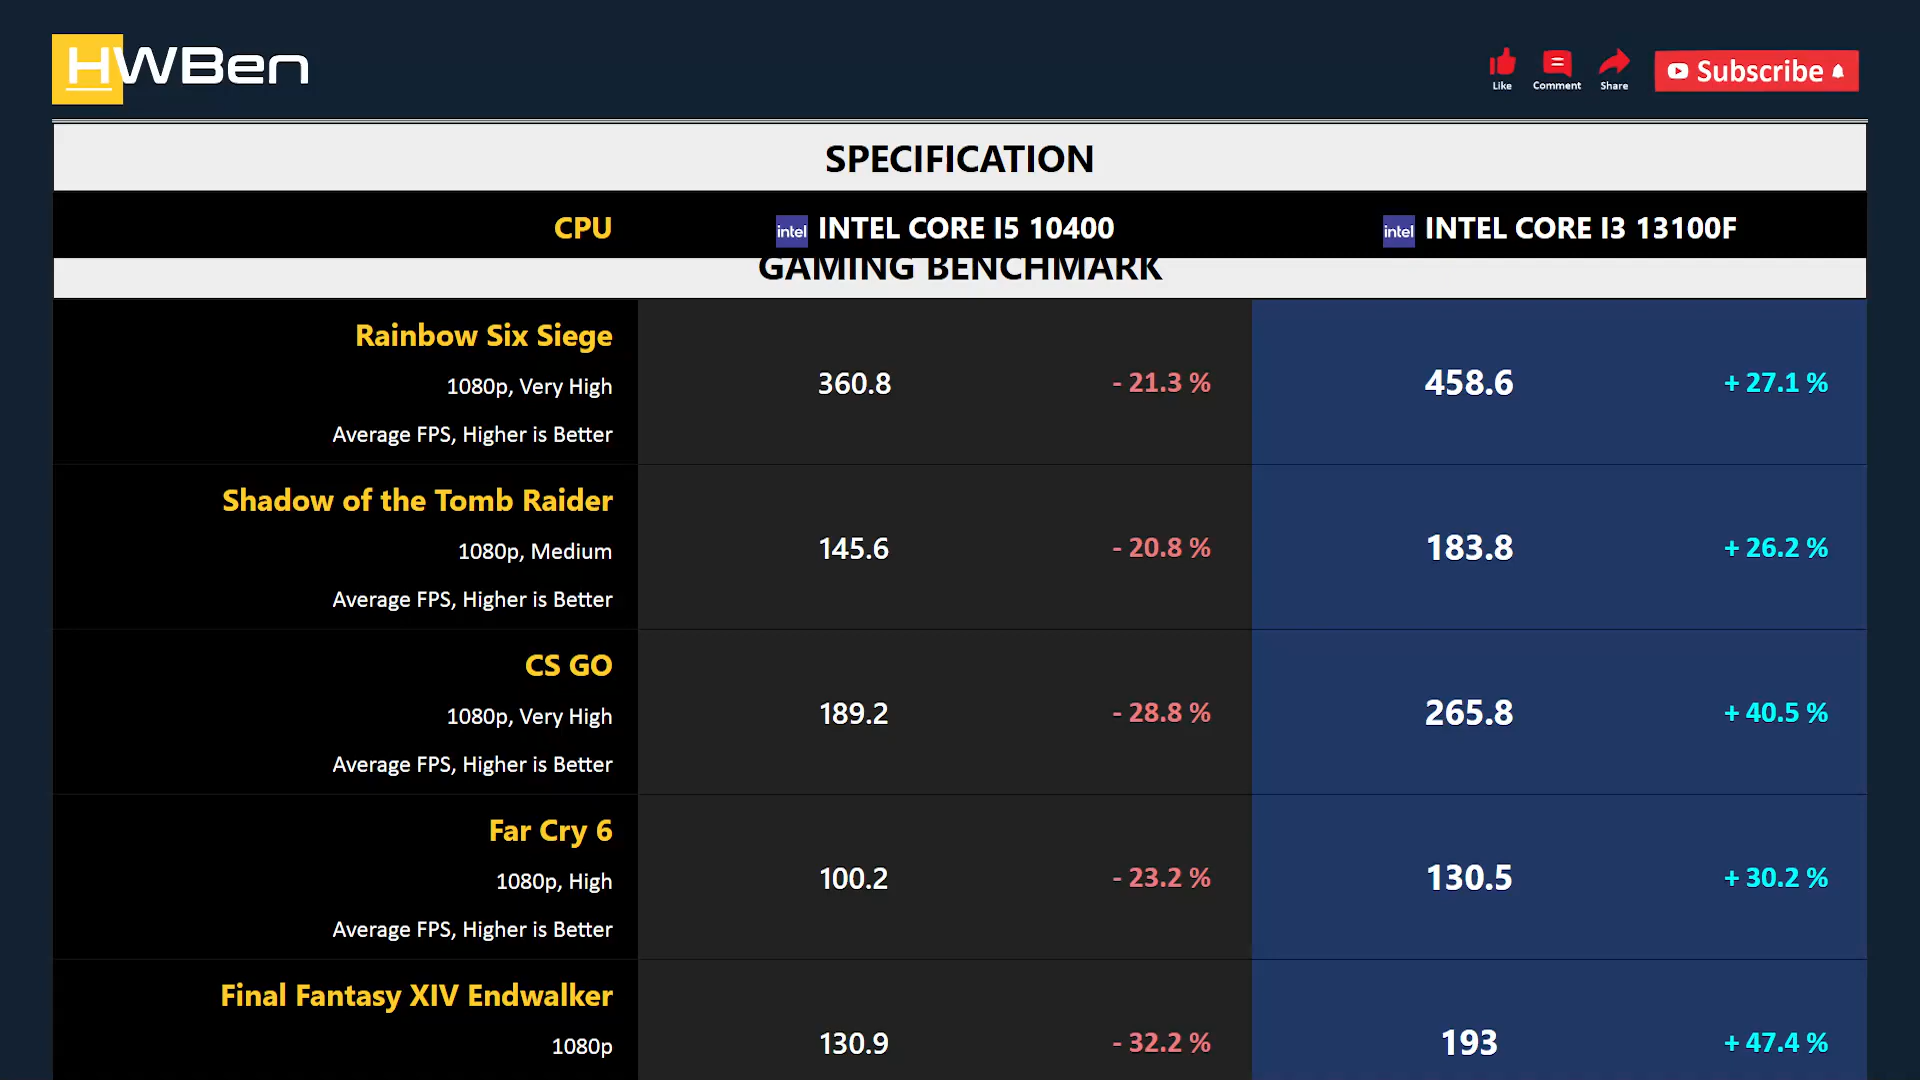 HWBen
Like
Comment
Share
Subscribe
SPECIFICATION
CPU
intel INTEL CORE I5 10400
intel INTEL CORE I3 13100F
GAMING BENCHMARK
Rainbow Six Siege
1080p, Very High
Average FPS, Higher is Better
360.8
- 21.3 %
458.6
+ 27.1 %
Shadow of the Tomb Raider
1080p, Medium
Average FPS, Higher is Better
145.6
- 20.8 %
183.8
+ 26.2 %
CS GO
1080p, Very High
Average FPS, Higher is Better
189.2
- 28.8 %
265.8
+ 40.5 %
Far Cry 6
1080p, High
Average FPS, Higher is Better
100.2
- 23.2 %
130.5
+ 30.2 %
Final Fantasy XIV Endwalker
1080p
130.9
- 32.2 %
193
+ 47.4 %